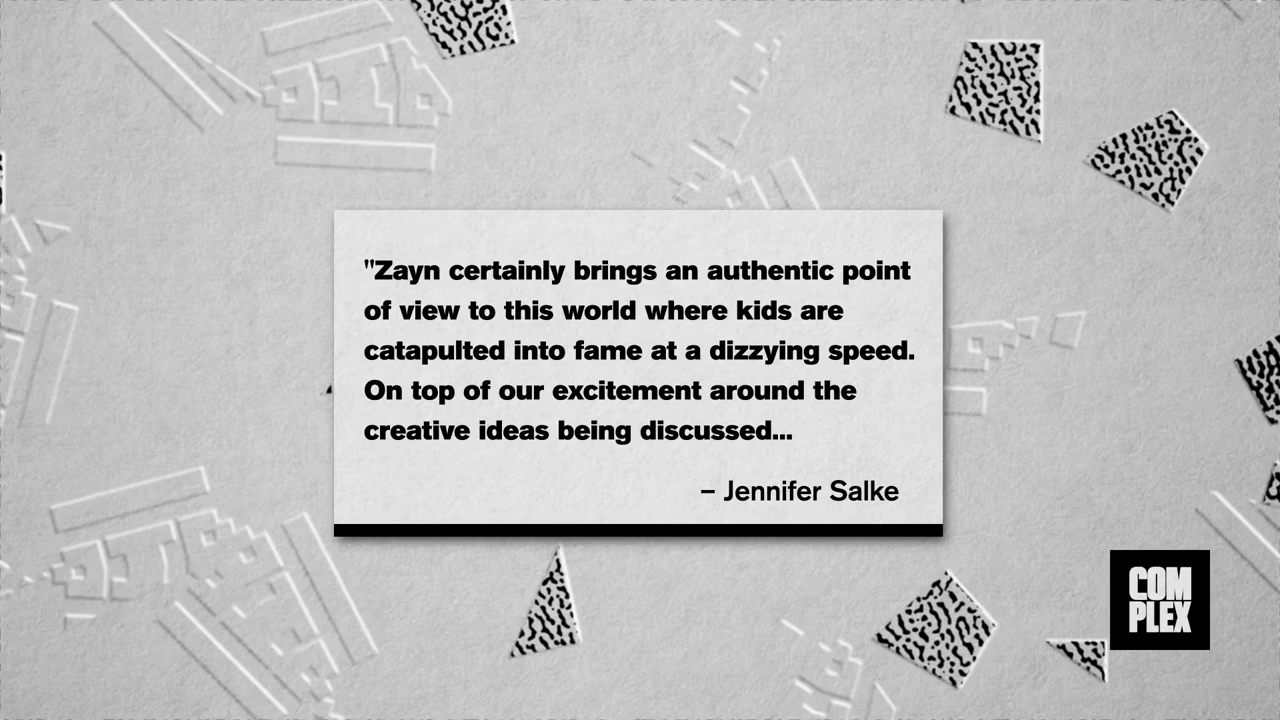 "Zayn certainly brings an authentic point
of view to this world where kids are
catapulted into fame at a dizzying speed.
On top of our excitement around the
creative ideas being discussed...
– Jennifer Salke
COM
PLEX